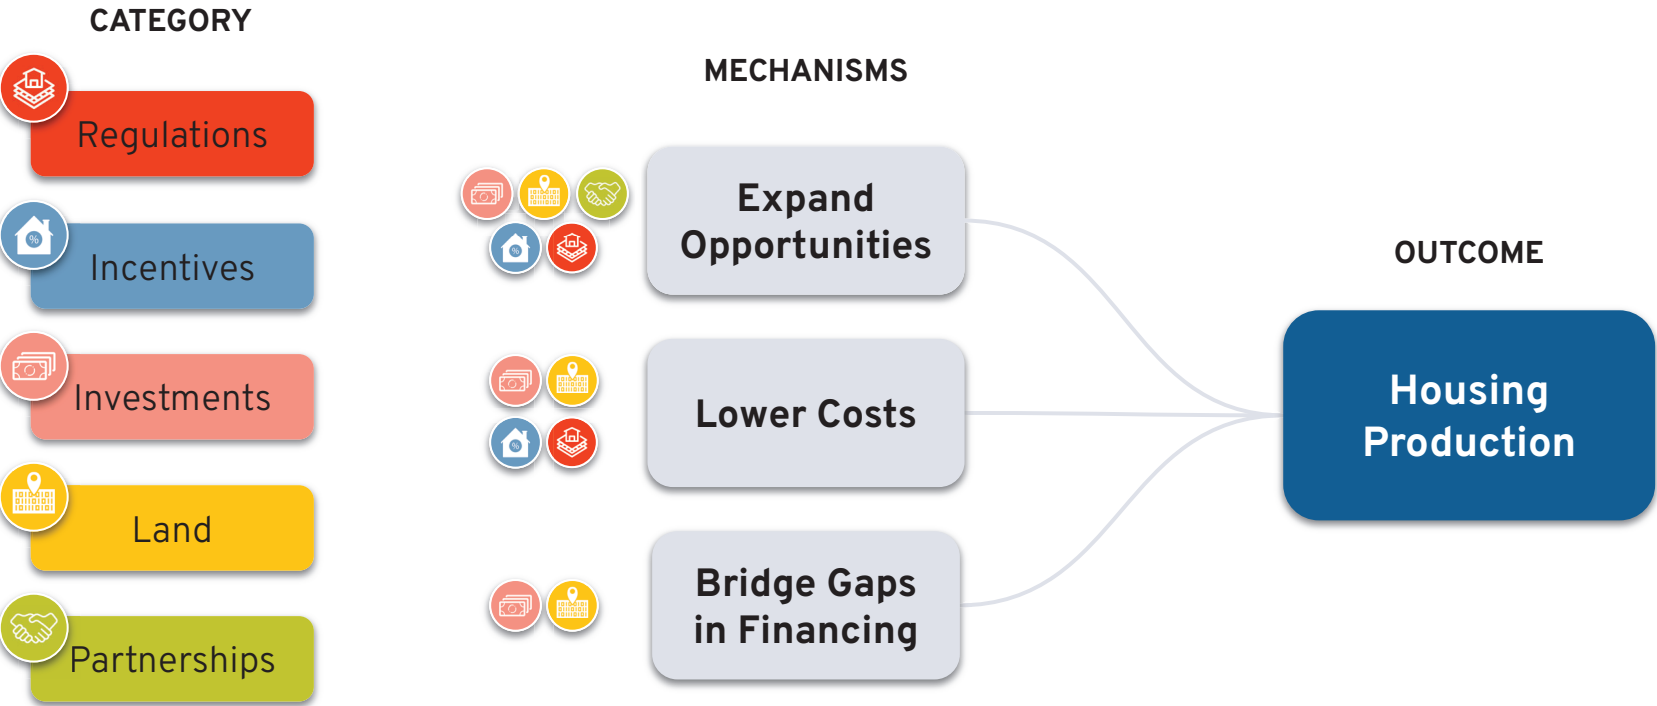 CATEGORY
Regulations
Incentives
Investments
Land
Partnerships
MECHANISMS
Expand
Opportunities
Lower Costs
Bridge Gaps
in Financing
OUTCOME
Housing
Production